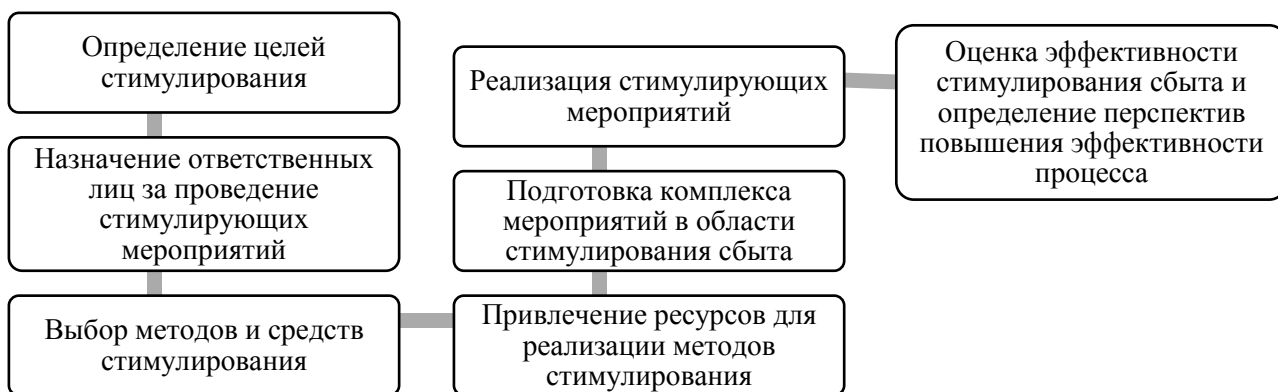 Определение целей
стимулирования
Назначение ответственных
лиц за проведение
стимулирующих
мероприятий
Выбор методов и средств
стимулирования
Привлечение ресурсов для
реализации методов
стимулирования
Подготовка комплекса
мероприятий в области
стимулирования сбыта
Реализация стимулирующих
мероприятий
Оценка эффективности
стимулирования сбыта и
определение перспектив
повышения эффективности
процесса